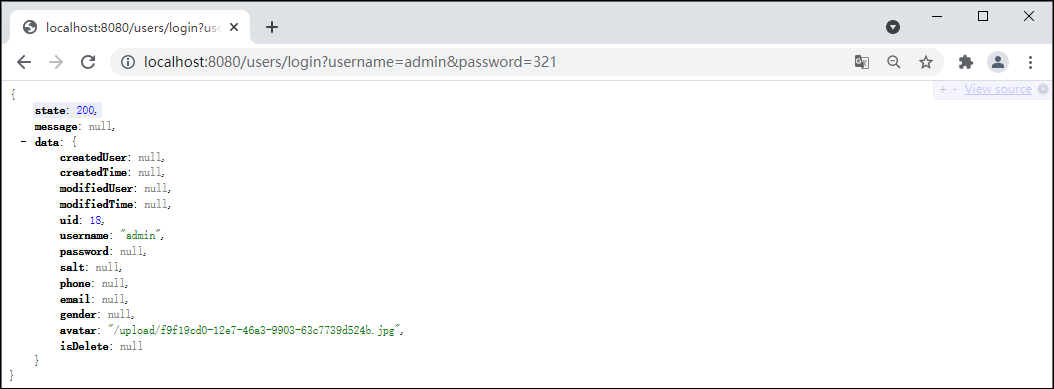 localhost:8080/users/login?use
localhost:8080/users/login?username=admin&password=321
+ - View source
{
state: 200,
message: null,
- data: {
createdUser: null,
createdTime: null,
modifiedUser: null,
modifiedTime: null,
uid: 18,
username: "admin",
password: null,
salt: null,
phone: null,
email: null,
gender: null,
avatar: "/upload/f9f19cd0-12e7-46a3-9903-63c7739d524b.jpg",
isDelete: null
}
}